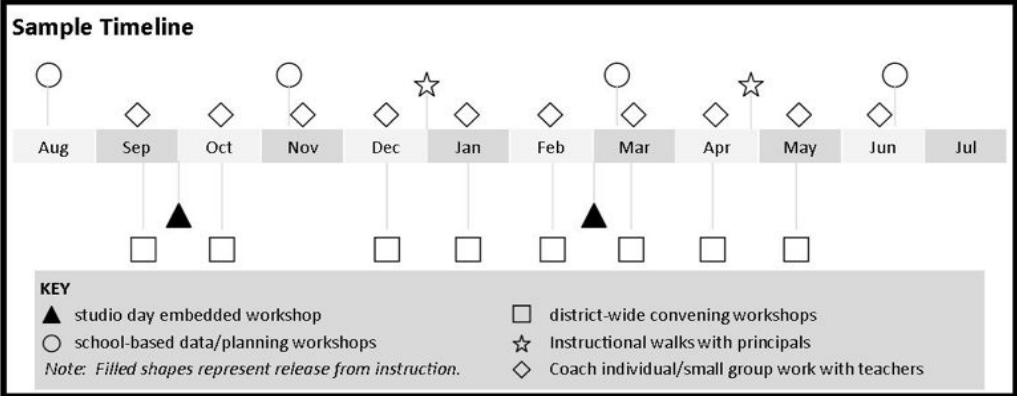 Sample Timeline
Aug Sep Oct Nov Dec Jan Feb Mar Apr May Jun Jul
KEY
studio day embedded workshop
school-based data/planning workshops
Note: Filled shapes represent release from instruction.
district-wide convening workshops
Instructional walks with principals
Coach individual/small group work with teachers